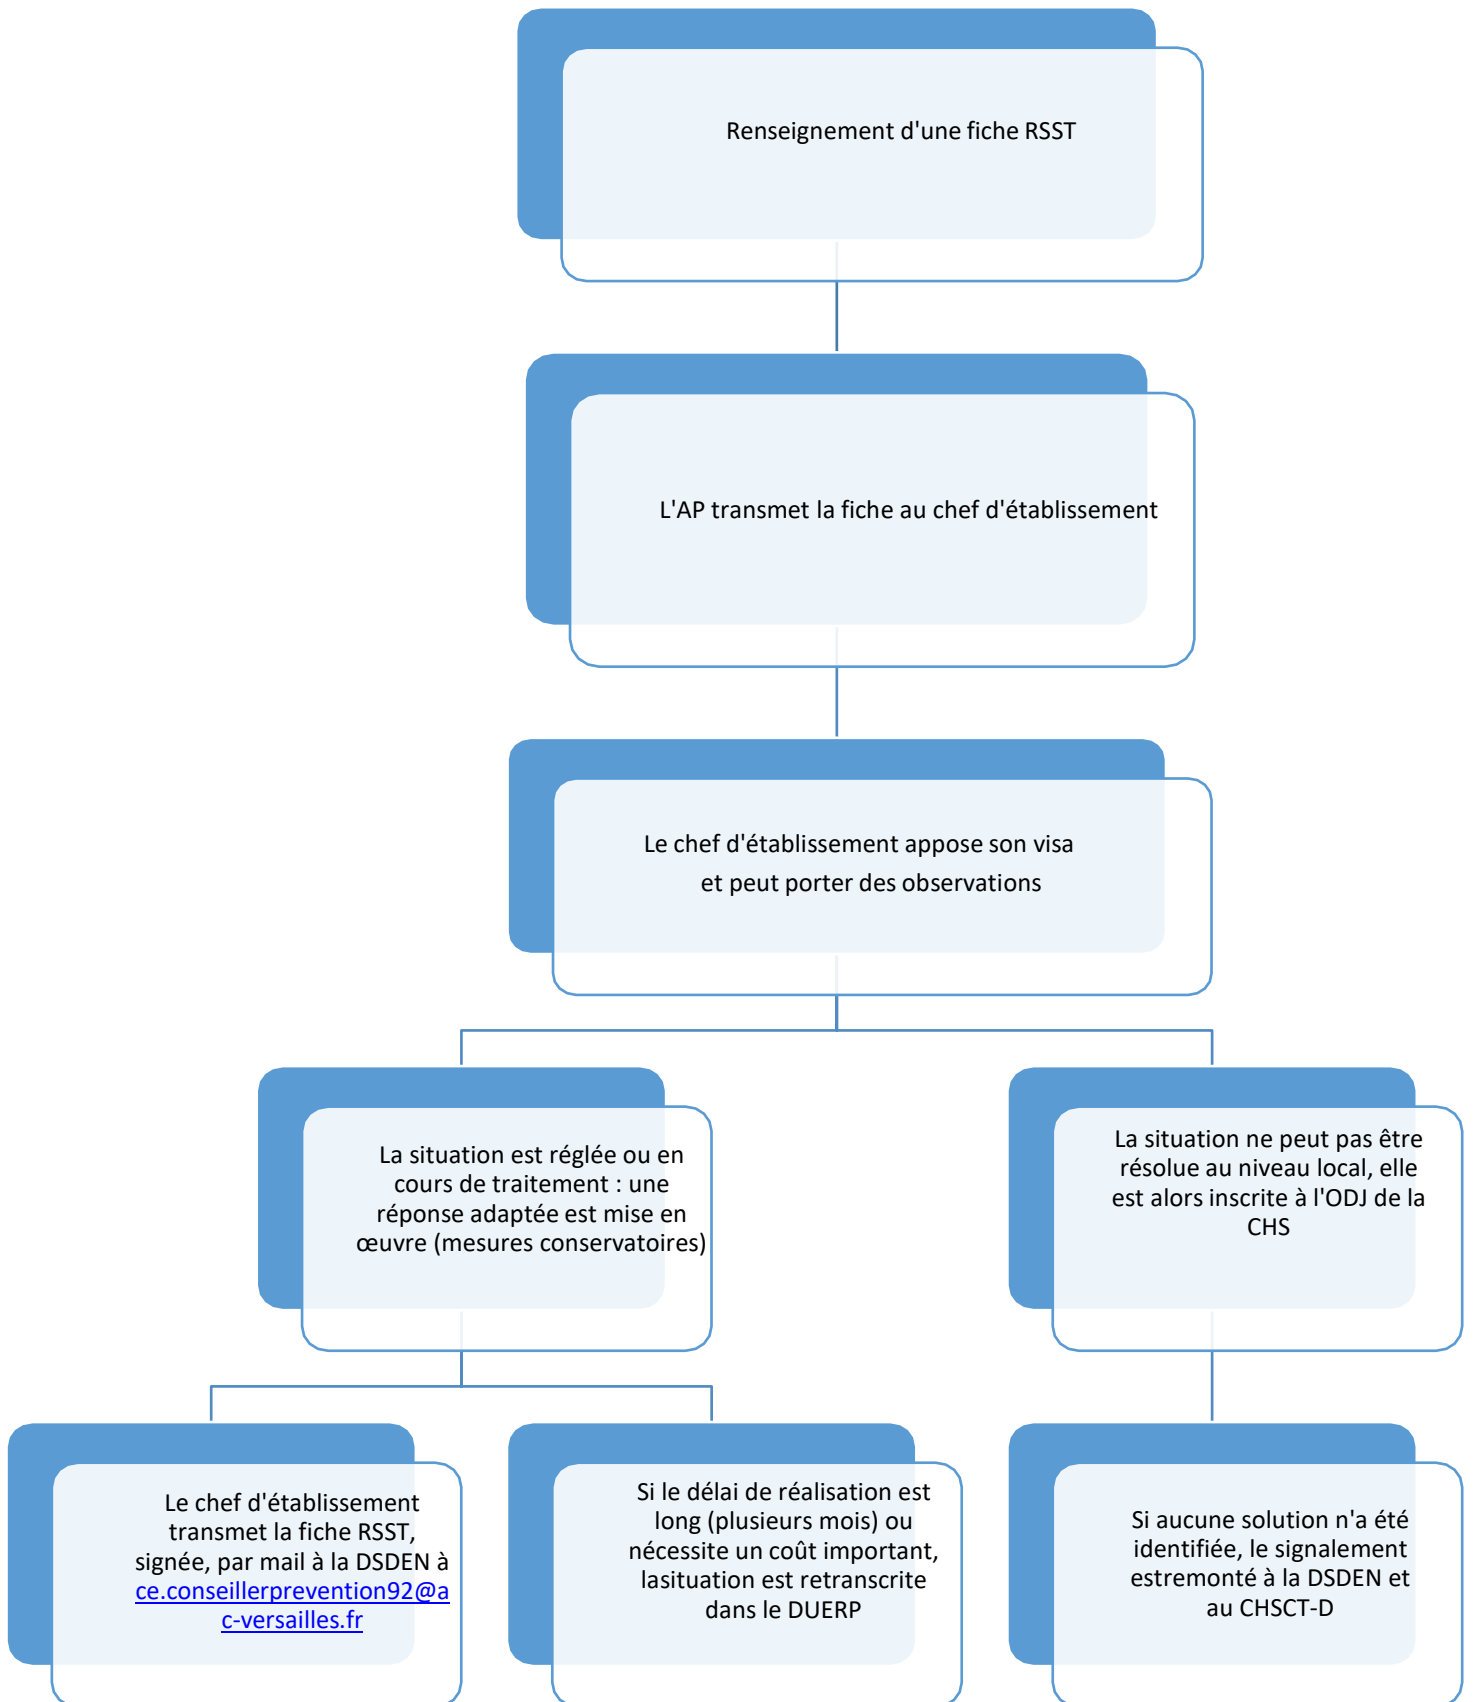 Renseignement d'une fiche RSST
L'AP transmet la fiche au chef d'établissement
Le chef d'établissement appose son visa
et peut porter des observations
La situation est réglée ou en
cours de traitement : une
réponse adaptée est mise en
œuvre (mesures conservatoires)
La situation ne peut pas être
résolue au niveau local, elle
est alors inscrite à l'ODJ de la
CHS
Le chef d'établissement
transmet la fiche RSST,
signée, par mail à la DSDEN à
ce.conseillerprevention92@a
c-versailles.fr
Si le délai de réalisation est
long (plusieurs mois) ou
nécessite un coût important,
lasituation est retranscrite
dans le DUERP
Si aucune solution n'a été
identifiée, le signalement
estremonté à la DSDEN et
au CHSCT-D